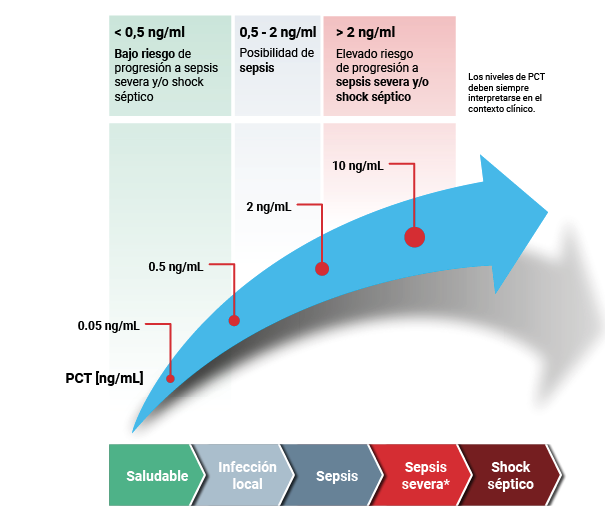 < 0,5 ng/ml
Bajo riesgo de
progresión a sepsis
severa y/o shock
séptico
0,5 - 2 ng/ml
Posibilidad de
sepsis
> 2 ng/ml
Elevado riesgo
de progresión a
sepsis severa y/o
shock séptico
Los niveles de PCT
deben siempre
interpretarse en el
contexto clínico.
10 ng/mL
2 ng/mL
0.5 ng/mL
0.05 ng/mL
PCT [ng/mL]
Saludable
Infección
local
Sepsis
Sepsis
severa*
Shock
séptico